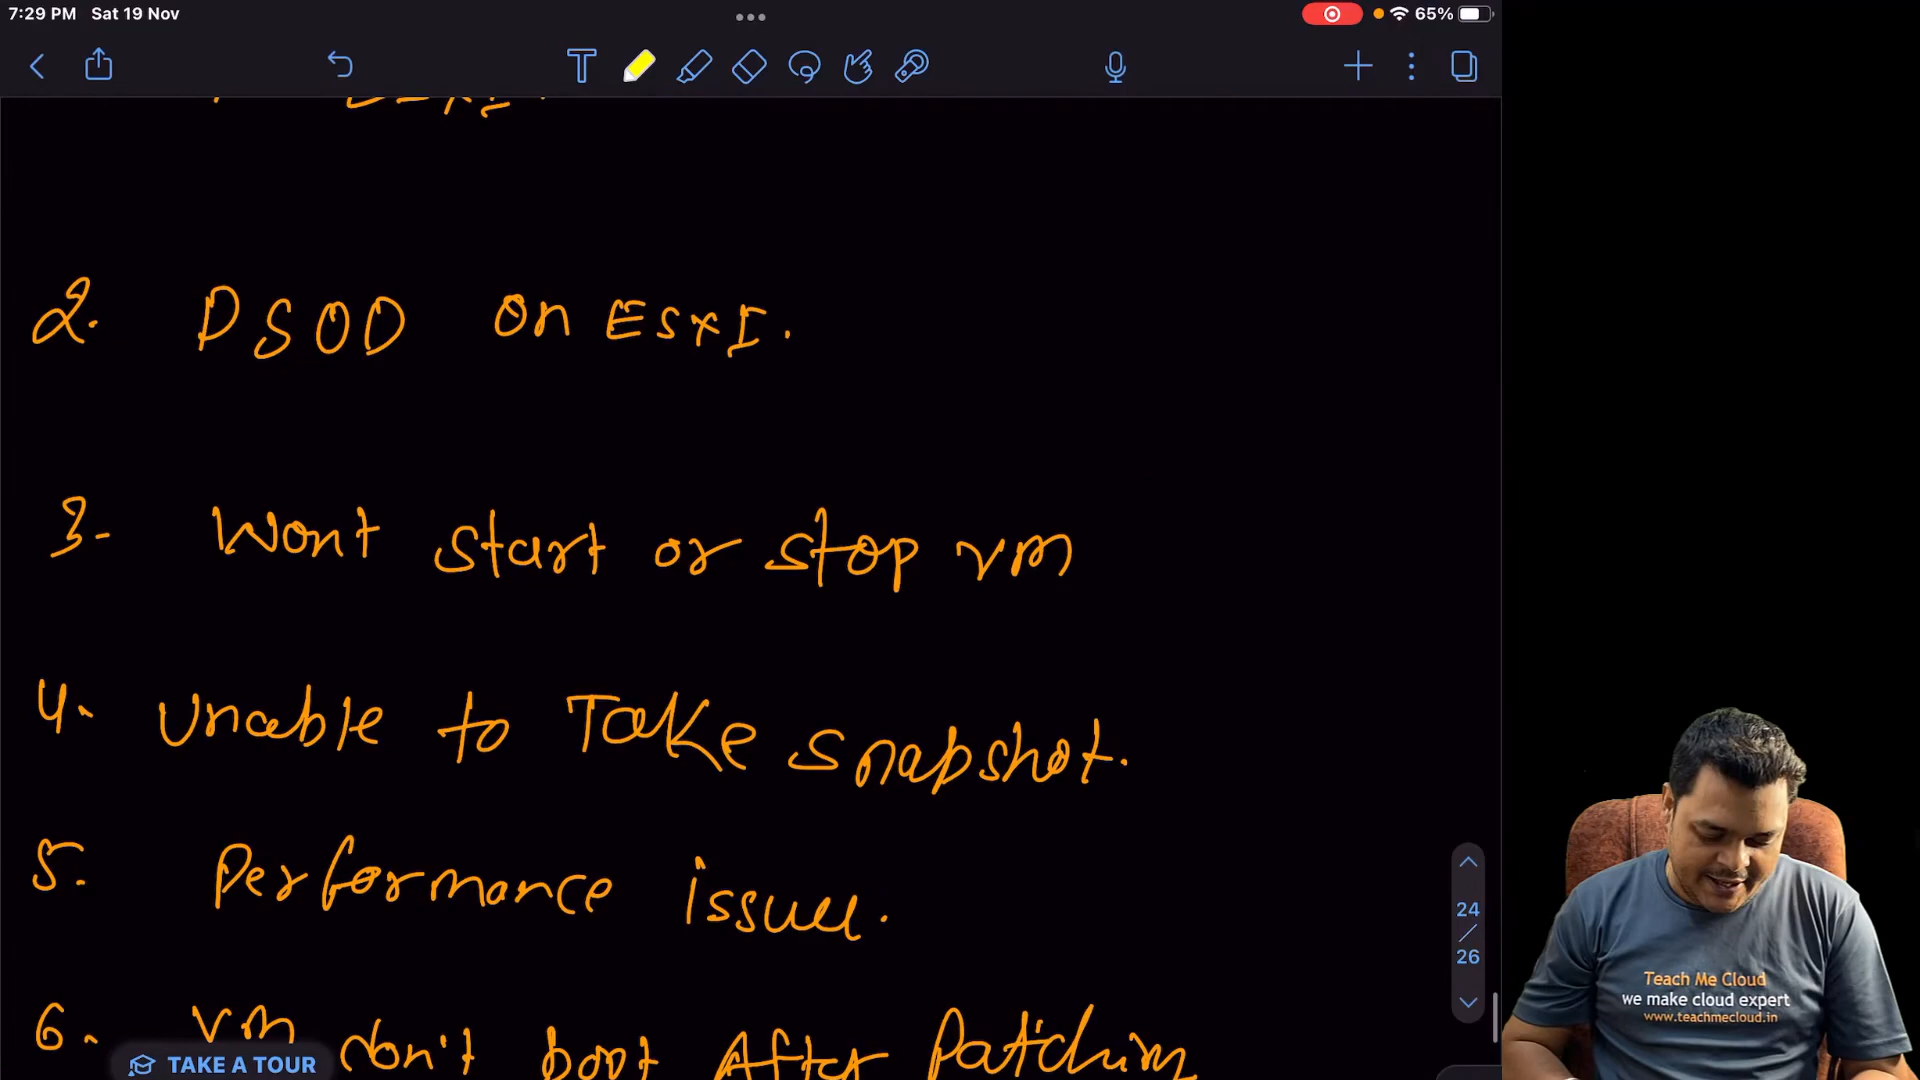 7:29 PM Sat 19 Nov
65%
2. PSOD on ESXI.
3- Wont start or stop vm
4. Unable to Take snapshot.
5. Performance issue.
6. vm don't boot After Patching
TAKE A TOUR
24
/
26
Teach Me Cloud
we make cloud expert
www.teachmecloud.in